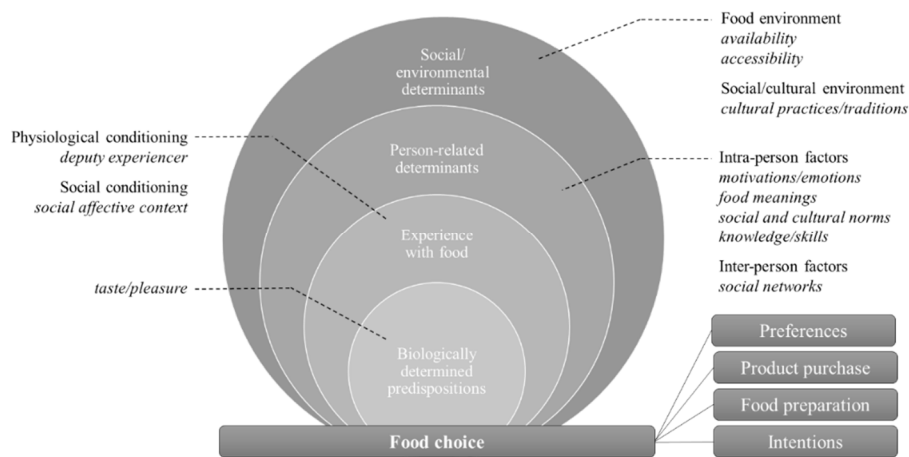 Food environment
availability
accessibility
Social/cultural environment
cultural practices/traditions
Social/
environmental
determinants
Physiological conditioning
deputy experiencer
Social conditioning
social affective context
Person-related
determinants
Intra-person factors
motivations/emotions
food meanings
social and cultural norms
knowledge/skills
Inter-person factors
social networks
Experience
with food
taste/pleasure
Biologically
determined
predispositions
Food choice
Preferences
Product purchase
Food preparation
Intentions